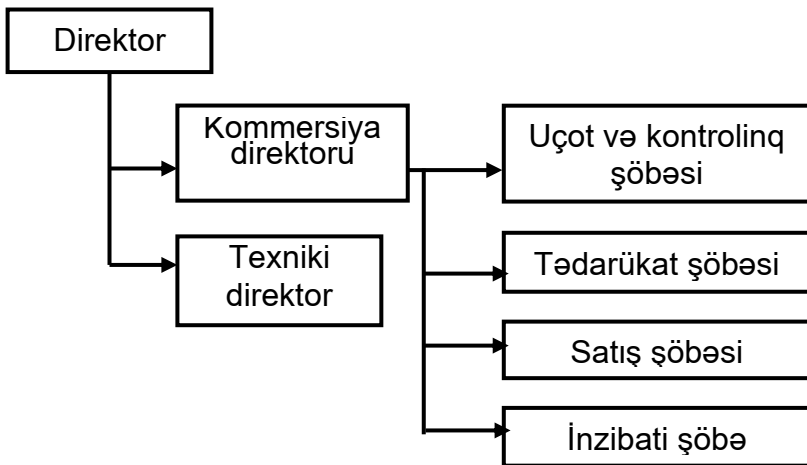 Direktor
Kommersiya
direktoru
Texniki
direktor
Uçot və kontrolinq
şöbəsi
Tədarükat şöbəsi
Satış şöbəsi
İnzibati şöbə